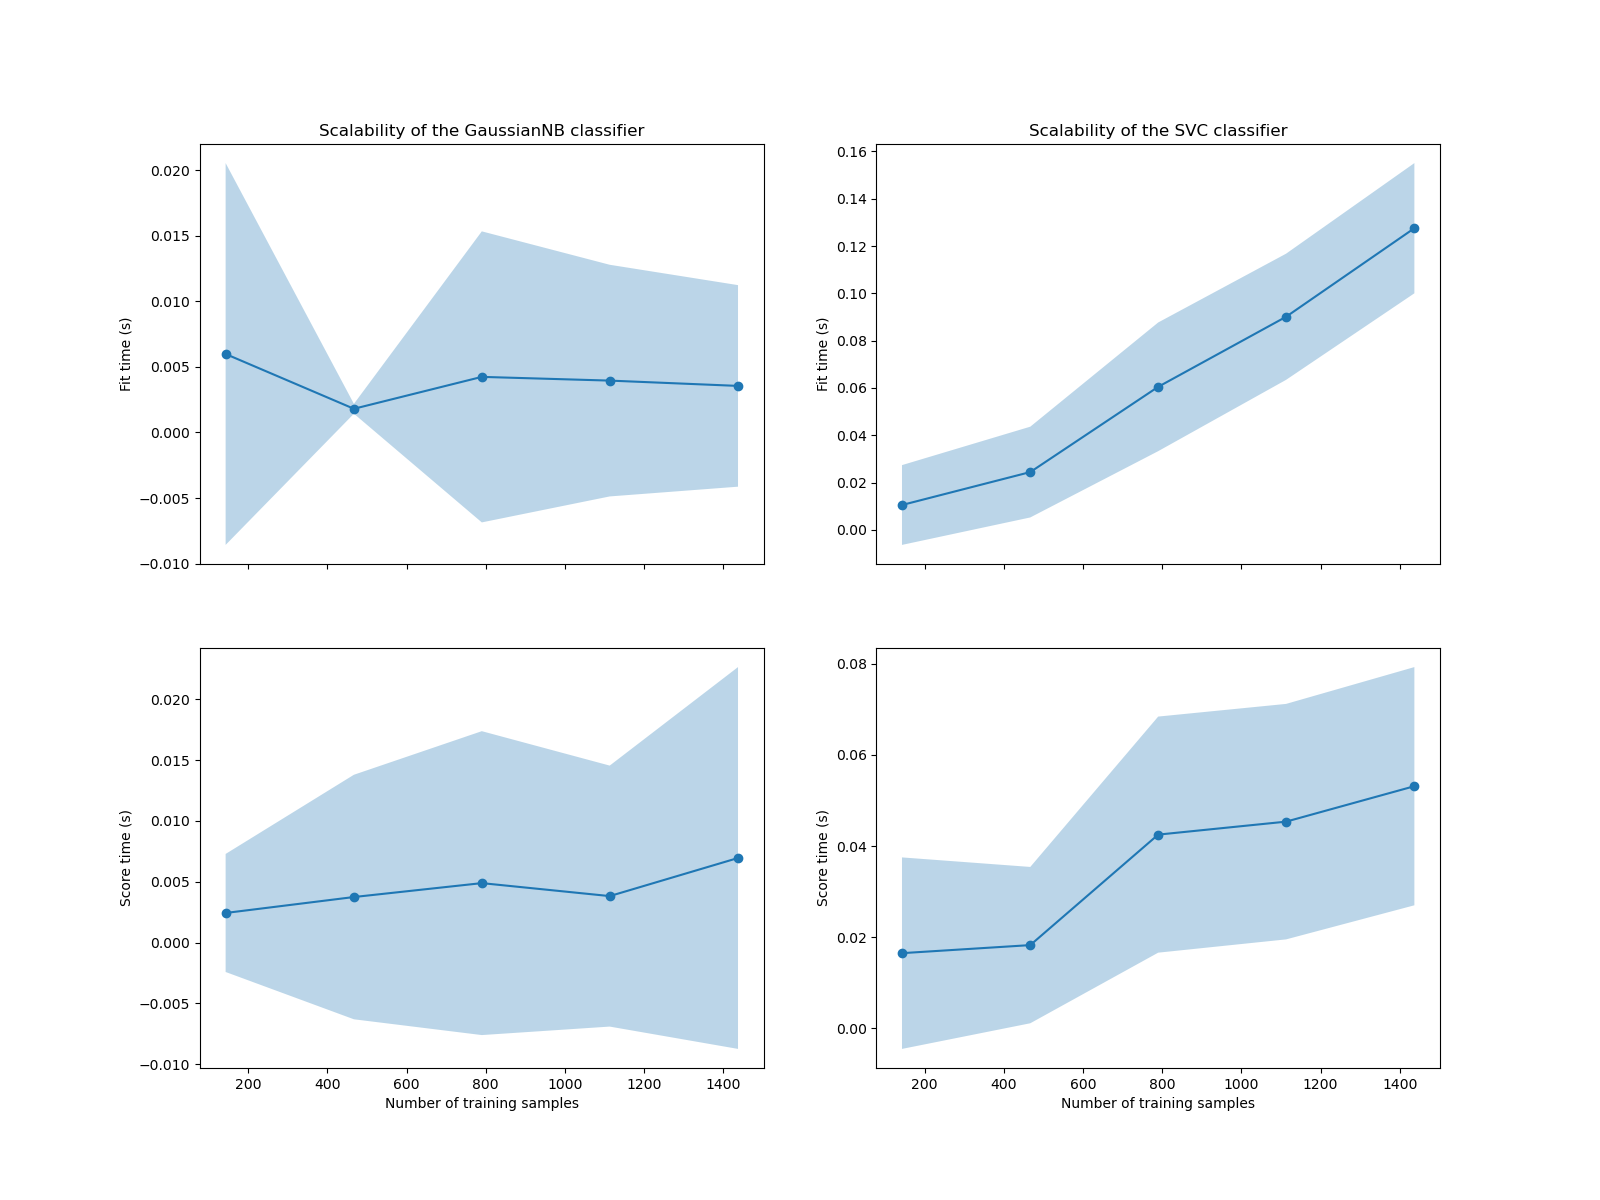 Scalability of the GaussianNB classifier
Fit time (s)
0.020
0.015
0.010
0.005
0.000
−0.005
−0.010
Scalability of the SVC classifier
Fit time (s)
0.16
0.14
0.12
0.10
0.08
0.06
0.04
0.02
0.00
Score time (s)
0.020
0.015
0.010
0.005
0.000
−0.005
−0.010
200 400 600 800 1000 1200 1400
Number of training samples
Score time (s)
0.08
0.06
0.04
0.02
0.00
200 400 600 800 1000 1200 1400
Number of training samples